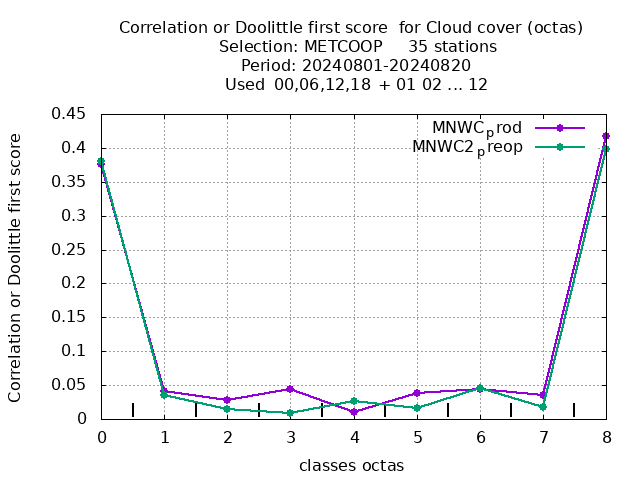 Correlation or Doolittle first score  for Cloud cover (octas)
Selection: METCOOP     35 stations
Period: 20240801-20240820
Used  00,06,12,18 + 01 02 ... 12
0.45
0.4
0.35
0.3
0.25
0.2
0.15
0.1
0.05
0
Correlation or Doolittle first score
MNWC_prod
MNWC2_preop
0 1 2 3 4 5 6 7 8
classes octas